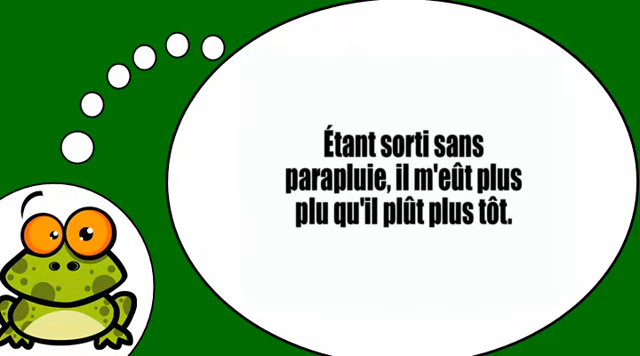 Étant sorti sans
parapluie, il m'eût plus
plu qu'il plût plus tôt.